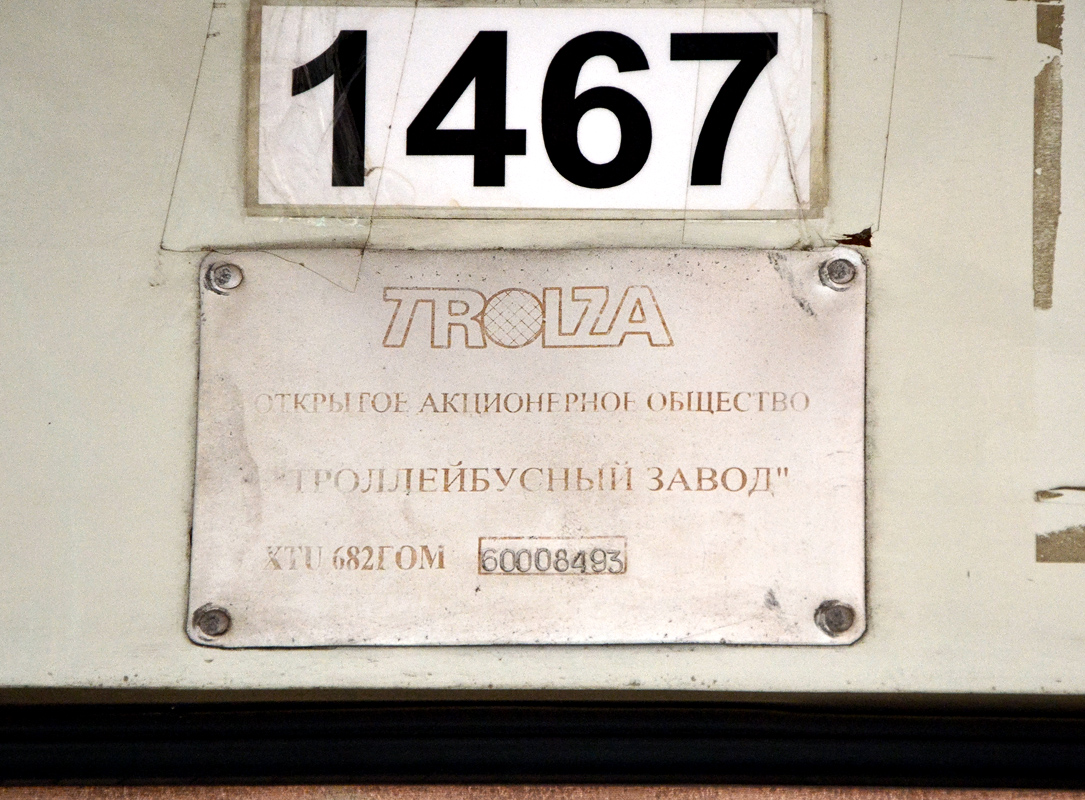 1467
TROLZA
ОТКРЫТОЕ АКЦИОНЕРНОЕ ОБЩЕСТВО
"ТРОЛЛЕЙБУСНЫЙ ЗАВОД"
XTU 682ГОМ 60008493